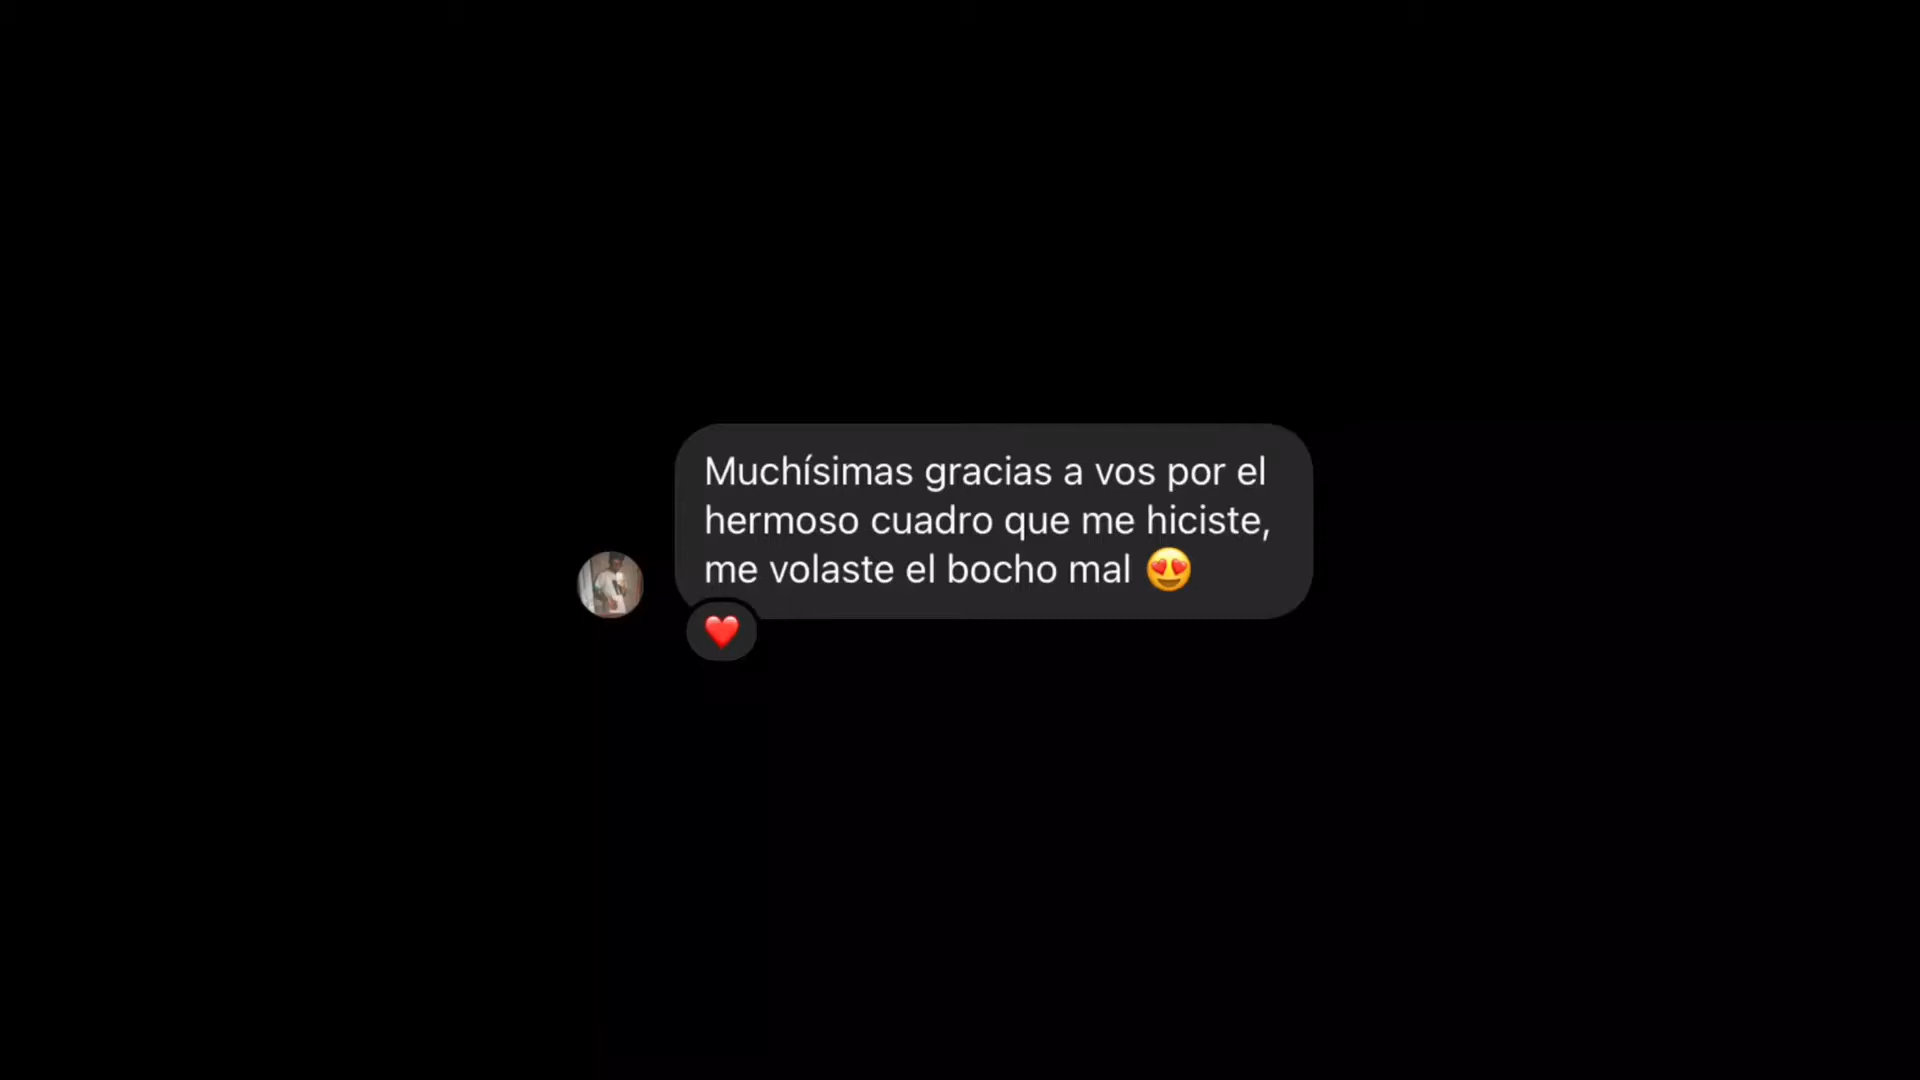 Muchísimas gracias a vos por el
hermoso cuadro que me hiciste,
me volaste el bocho mal 😍